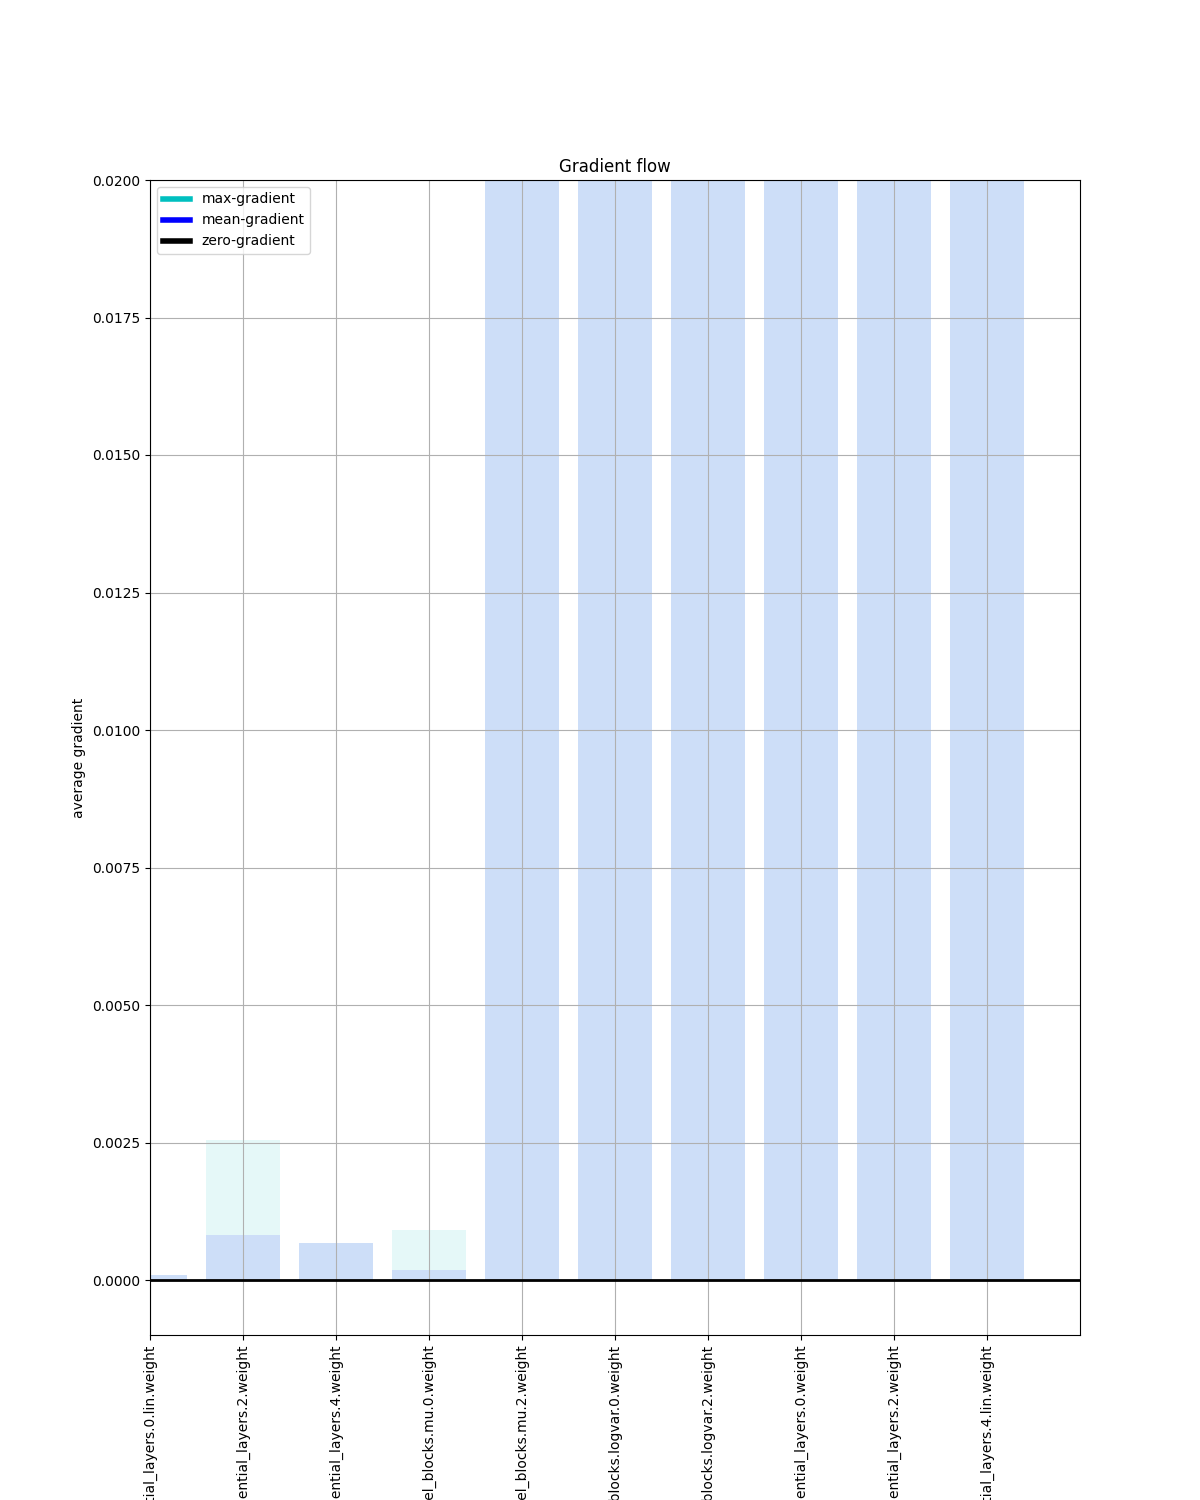 Gradient flow
max-gradient
mean-gradient
zero-gradient
0.0200
0.0175
0.0150
0.0125
0.0100
0.0075
0.0050
0.0025
0.0000
average gradient
tial_layers.0.lin.weight
ential_layers.2.weight
ential_layers.4.weight
el_blocks.mu.0.weight
el_blocks.mu.2.weight
blocks.logvar.0.weight
blocks.logvar.2.weight
ential_layers.0.weight
ential_layers.2.weight
tial_layers.4.lin.weight